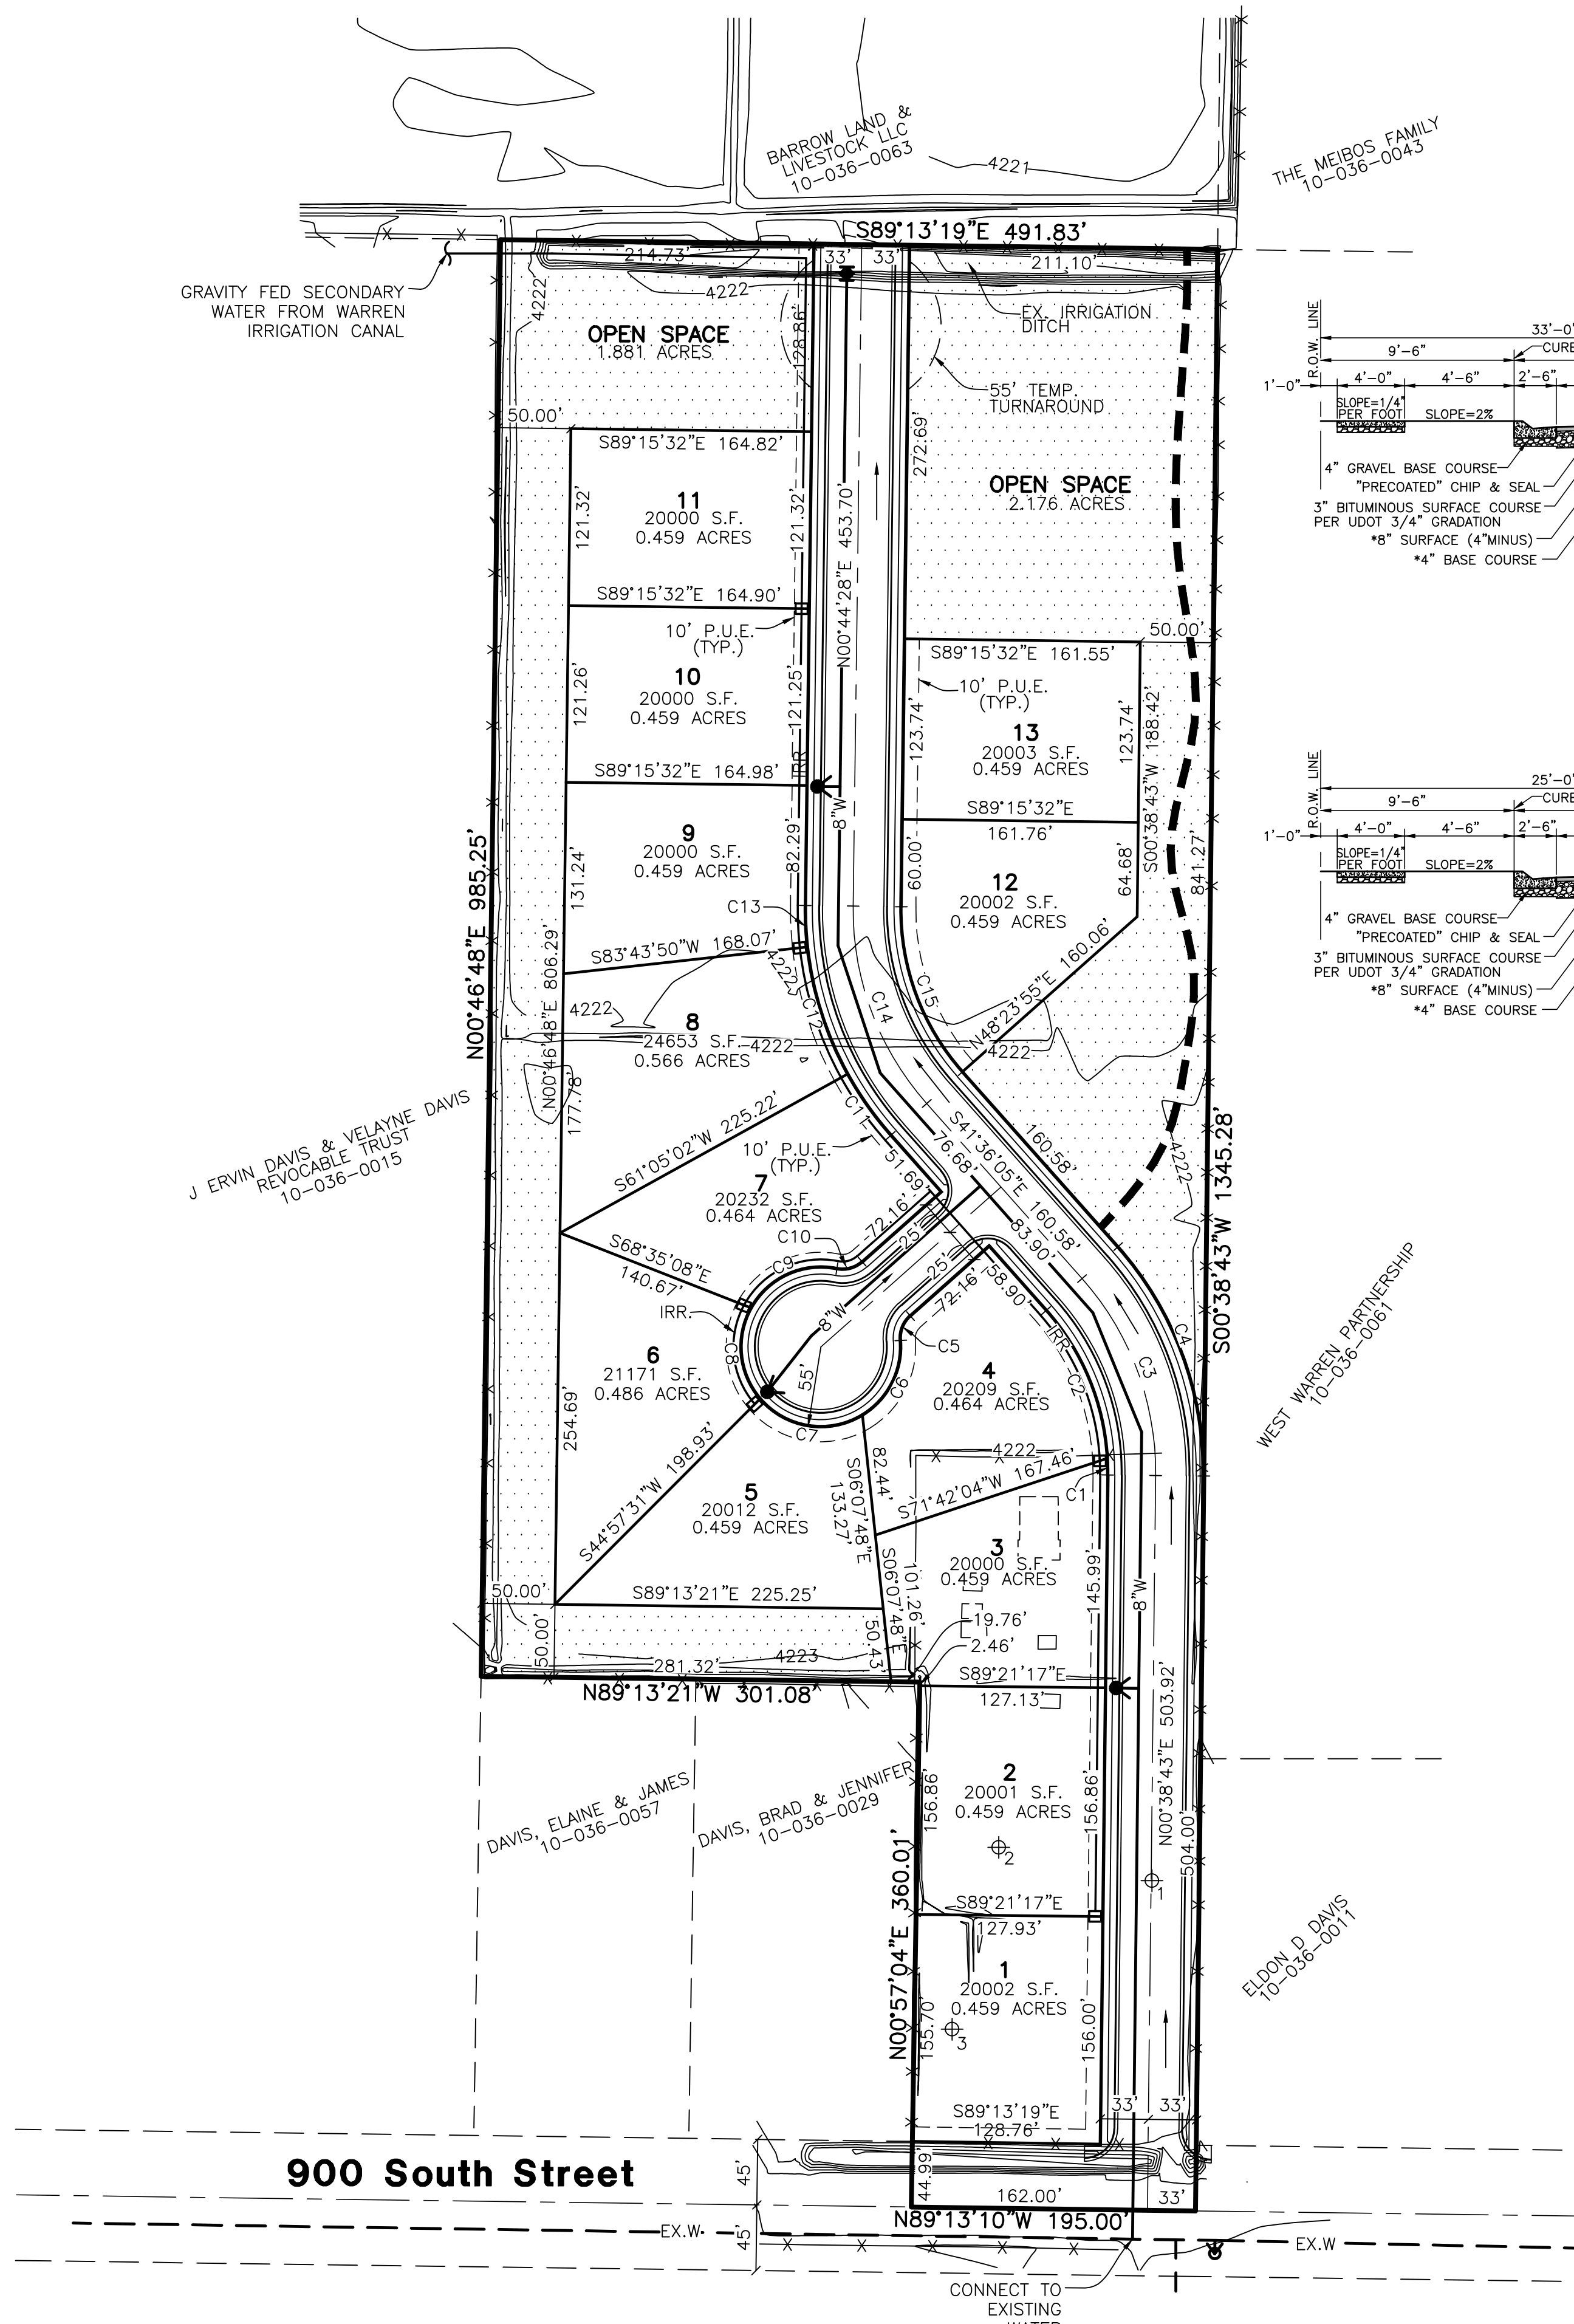 BARROW LAND &
LIVESTOCK LLC
10-036-0063
4221
THE MEIBOS FAMILY
10-036-0043
S89°13'19"E 491.83'
214.73'
33'
33'
211.10'
GRAVITY FED SECONDARY
WATER FROM WARREN
IRRIGATION CANAL
4222
4222
EX. IRRIGATION
DITCH
OPEN SPACE
1.881 ACRES
128.86'
55' TEMP.
TURNAROUND
50.00'
S89°15'32"E 164.82'
272.69'
OPEN SPACE
2.176 ACRES
11
20000 S.F.
0.459 ACRES
121.32'
121.32'
N00°44'28"E 453.70'
S89°15'32"E 164.90'
10' P.U.E.
(TYP.)
50.00'
S89°15'32"E 161.55'
10' P.U.E.
(TYP.)
10
20000 S.F.
0.459 ACRES
121.26'
121.25'
IRR
123.74'
123.74'
S00°38'43"W 188.42'
13
20003 S.F.
0.459 ACRES
S89°15'32"E 164.98'
8"W
S89°15'32"E
161.76'
9
20000 S.F.
0.459 ACRES
131.24'
82.29'
60.00'
64.68'
841.27'
12
20002 S.F.
0.459 ACRES
C13
S83°43'50"W 168.07'
N00°46'48"E 985.25'
N00°46'48"E 806.29'
4222
4222
C12
C14
C15
N48°23'55"E 160.06'
8
24653 S.F.
0.566 ACRES
4222
4222
177.78'
C11
J ERVIN DAVIS & VELAYNE DAVIS
REVOCABLE TRUST
10-036-0015
S61°05'02"W 225.22'
10' P.U.E.
(TYP.)
51.69'
76.68'
S41°36'05"E 160.58'
160.58'
4222
S00°38'43"W 1345.28'
7
20232 S.F.
0.464 ACRES
72.16'
25'
83.90'
C10
C9
S68°35'08"E
140.67'
25'
72.16'
58.90'
IRR
IRR.
8"W
C8
C5
C4
C3
C2
55'
C6
C7
6
21171 S.F.
0.486 ACRES
4
20209 S.F.
0.464 ACRES
WEST WARREN PARTNERSHIP
10-036-0061
254.69'
S44°57'31"W 198.93'
82.44'
S06°07'48"E
133.27'
4222
S71°42'04"W 167.46'
C1
5
20012 S.F.
0.459 ACRES
3
20000 S.F.
0.459 ACRES
145.99'
8"W
S06°07'48"E
101.26'
50.00'
S89°13'21"E 225.25'
19.76'
2.46'
50.00'
50.43'
4223
281.32'
N89°13'21"W 301.08'
S89°21'17"E
127.13'
N00°38'43"E 503.92'
504.00'
2
20001 S.F.
0.459 ACRES
156.86'
156.86'
2
1
DAVIS, ELAINE & JAMES
10-036-0057
DAVIS, BRAD & JENNIFER
10-036-0029
N00°57'04"E 360.01'
S89°21'17"E
127.93'
1
20002 S.F.
0.459 ACRES
155.70'
156.00'
3
ELDON D DAVIS
10-036-0011
S89°13'19"E
128.76'
33'
33'
900 South Street
45'
45'
44.99'
162.00'
33'
N89°13'10"W 195.00'
EX.W
EX.W
CONNECT TO
EXISTING
WATER
R.O.W. LINE
33'-0"
9'-6"
CURB
1'-0"
4'-0"
4'-6"
2'-6"
SLOPE=1/4"
PER FOOT
SLOPE=2%
4" GRAVEL BASE COURSE
"PRECOATED" CHIP & SEAL
3" BITUMINOUS SURFACE COURSE
PER UDOT 3/4" GRADATION
*8" SURFACE (4"MINUS)
*4" BASE COURSE
R.O.W. LINE
25'-0"
9'-6"
CURB
1'-0"
4'-0"
4'-6"
2'-6"
SLOPE=1/4"
PER FOOT
SLOPE=2%
4" GRAVEL BASE COURSE
"PRECOATED" CHIP & SEAL
3" BITUMINOUS SURFACE COURSE
PER UDOT 3/4" GRADATION
*8" SURFACE (4"MINUS)
*4" BASE COURSE